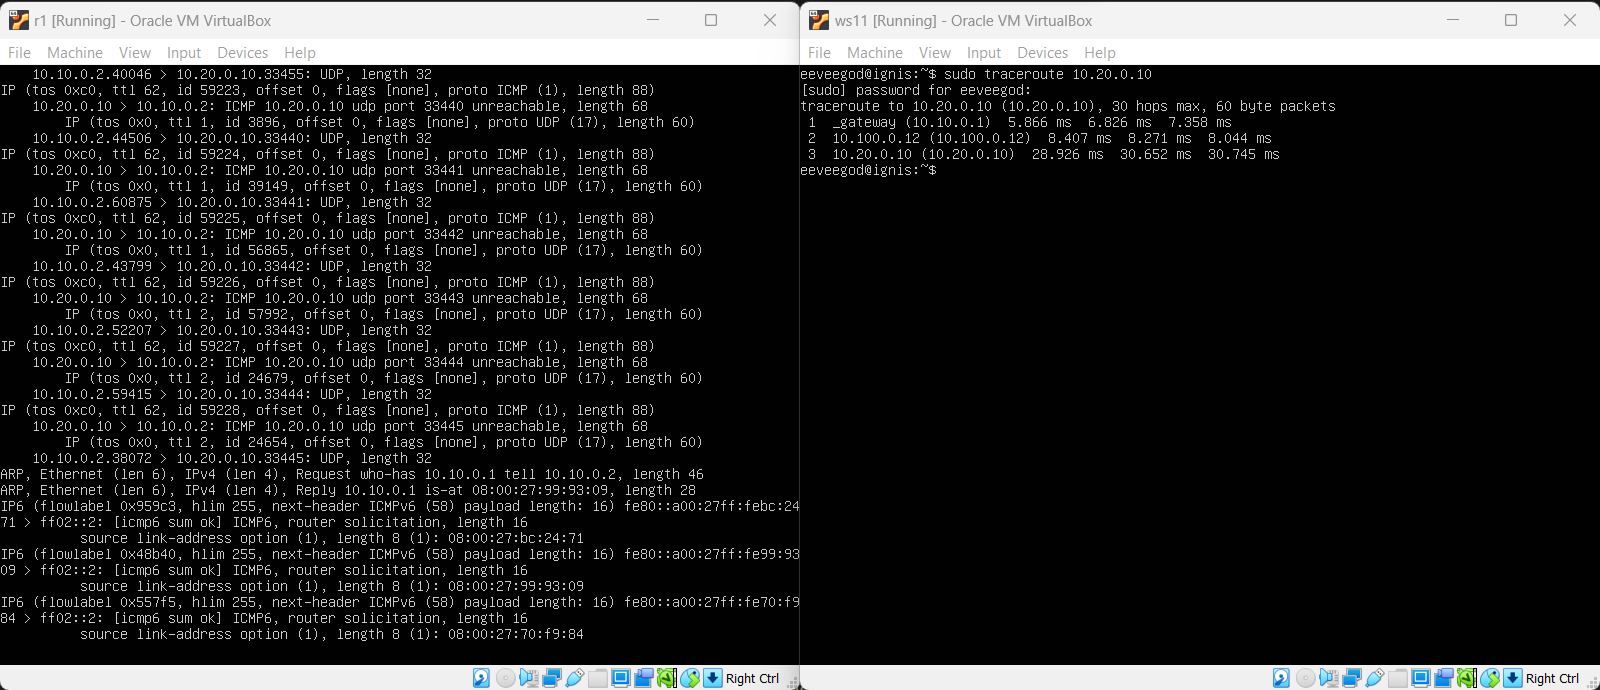 r1 [Running] - Oracle VM VirtualBox
File Machine View Input Devices Help
    10.10.0.2.40046 > 10.20.0.10.33455: UDP, length 32
IP (tos 0xc0, ttl 62, id 59223, offset 0, flags [none], proto ICMP (1), length 88)
    10.20.0.10 > 10.10.0.2: ICMP 10.20.0.10 udp port 33440 unreachable, length 68
        IP (tos 0x0, ttl 1, id 3896, offset 0, flags [none], proto UDP (17), length 60)
    10.10.0.2.44506 > 10.20.0.10.33440: UDP, length 32
IP (tos 0xc0, ttl 62, id 59224, offset 0, flags [none], proto ICMP (1), length 88)
    10.20.0.10 > 10.10.0.2: ICMP 10.20.0.10 udp port 33441 unreachable, length 68
        IP (tos 0x0, ttl 1, id 39149, offset 0, flags [none], proto UDP (17), length 60)
    10.10.0.2.60875 > 10.20.0.10.33441: UDP, length 32
IP (tos 0xc0, ttl 62, id 59225, offset 0, flags [none], proto ICMP (1), length 88)
    10.20.0.10 > 10.10.0.2: ICMP 10.20.0.10 udp port 33442 unreachable, length 68
        IP (tos 0x0, ttl 1, id 56865, offset 0, flags [none], proto UDP (17), length 60)
    10.10.0.2.43799 > 10.20.0.10.33442: UDP, length 32
IP (tos 0xc0, ttl 62, id 59226, offset 0, flags [none], proto ICMP (1), length 88)
    10.20.0.10 > 10.10.0.2: ICMP 10.20.0.10 udp port 33443 unreachable, length 68
        IP (tos 0x0, ttl 2, id 57992, offset 0, flags [none], proto UDP (17), length 60)
    10.10.0.2.52207 > 10.20.0.10.33443: UDP, length 32
IP (tos 0xc0, ttl 62, id 59227, offset 0, flags [none], proto ICMP (1), length 88)
    10.20.0.10 > 10.10.0.2: ICMP 10.20.0.10 udp port 33444 unreachable, length 68
        IP (tos 0x0, ttl 2, id 24679, offset 0, flags [none], proto UDP (17), length 60)
    10.10.0.2.59415 > 10.20.0.10.33444: UDP, length 32
IP (tos 0xc0, ttl 62, id 59228, offset 0, flags [none], proto ICMP (1), length 88)
    10.20.0.10 > 10.10.0.2: ICMP 10.20.0.10 udp port 33445 unreachable, length 68
        IP (tos 0x0, ttl 2, id 24654, offset 0, flags [none], proto UDP (17), length 60)
    10.10.0.2.38072 > 10.20.0.10.33445: UDP, length 32
ARP, Ethernet (len 6), IPv4 (len 4), Request who-has 10.10.0.1 tell 10.10.0.2, length 46
ARP, Ethernet (len 6), IPv4 (len 4), Reply 10.10.0.1 is-at 08:00:27:99:93:09, length 28
IP6 (flowlabel 0x959c3, hlim 255, next-header ICMPv6 (58) payload length: 16) fe80::a00:27ff:febc:24
71 > ff02::2: [icmp6 sum ok] ICMP6, router solicitation, length 16
          source link-address option (1), length 8 (1): 08:00:27:bc:24:71
IP6 (flowlabel 0x48b40, hlim 255, next-header ICMPv6 (58) payload length: 16) fe80::a00:27ff:fe99:93
09 > ff02::2: [icmp6 sum ok] ICMP6, router solicitation, length 16
          source link-address option (1), length 8 (1): 08:00:27:99:93:09
IP6 (flowlabel 0x557f5, hlim 255, next-header ICMPv6 (58) payload length: 16) fe80::a00:27ff:fe70:f9
84 > ff02::2: [icmp6 sum ok] ICMP6, router solicitation, length 16
          source link-address option (1), length 8 (1): 08:00:27:70:f9:84
Right Ctrl
ws11 [Running] - Oracle VM VirtualBox
File Machine View Input Devices Help
eeveegod@ignis:~$ sudo traceroute 10.20.0.10
[sudo] password for eeveegod:
traceroute to 10.20.0.10 (10.20.0.10), 30 hops max, 60 byte packets
 1  _gateway (10.10.0.1)  5.866 ms  6.826 ms  7.358 ms
 2  10.100.0.12 (10.100.0.12)  8.407 ms  8.271 ms  8.044 ms
 3  10.20.0.10 (10.20.0.10)  28.926 ms  30.652 ms  30.745 ms
eeveegod@ignis:~$
Right Ctrl